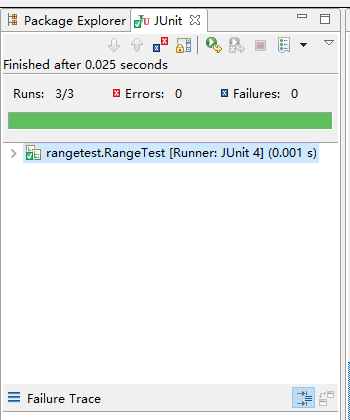 Package Explorer JUnit
Finished after 0.025 seconds
Runs: 3/3 Errors: 0 Failures: 0
rangetest.RangeTest [Runner: JUnit 4] (0.001 s)
Failure Trace